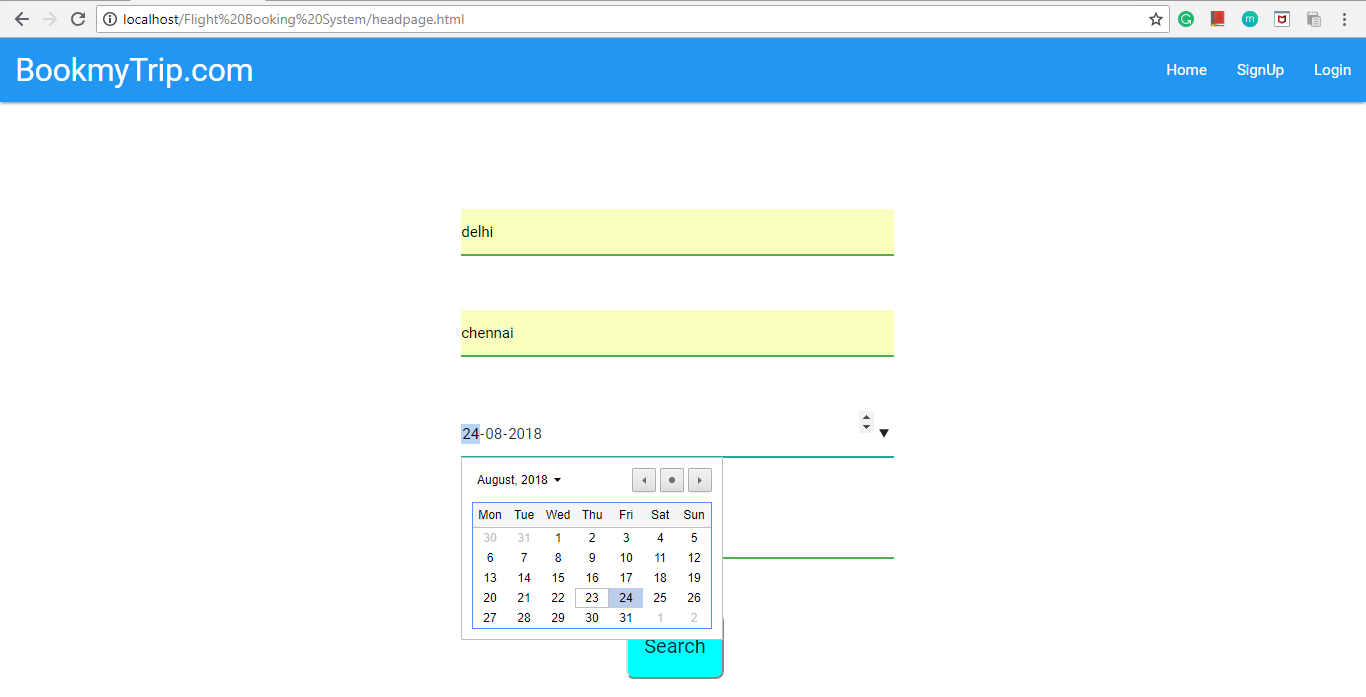 localhost/Flight%20Booking%20System/headpage.html
BookmyTrip.com Home SignUp Login
delhi
chennai
24-08-2018
August, 2018
Mon Tue Wed Thu Fri Sat Sun
30 31 1 2 3 4 5
6 7 8 9 10 11 12
13 14 15 16 17 18 19
20 21 22 23 24 25 26
27 28 29 30 31 1 2
Search